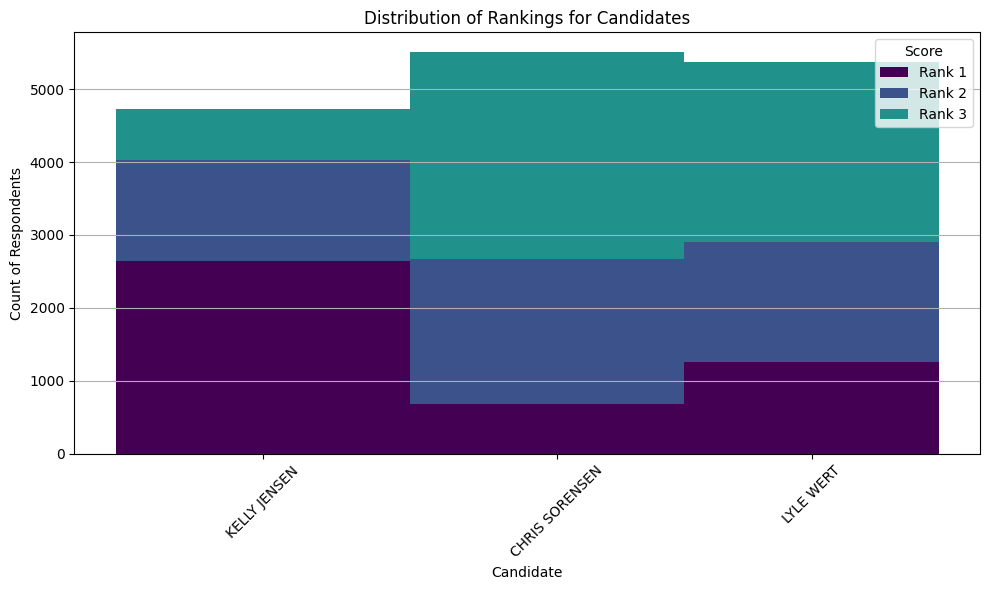 Distribution of Rankings for Candidates
Score
Rank 1
Rank 2
Rank 3
Count of Respondents
5000
4000
3000
2000
1000
0
KELLY JENSEN
CHRIS SORENSEN
LYLE WERT
Candidate